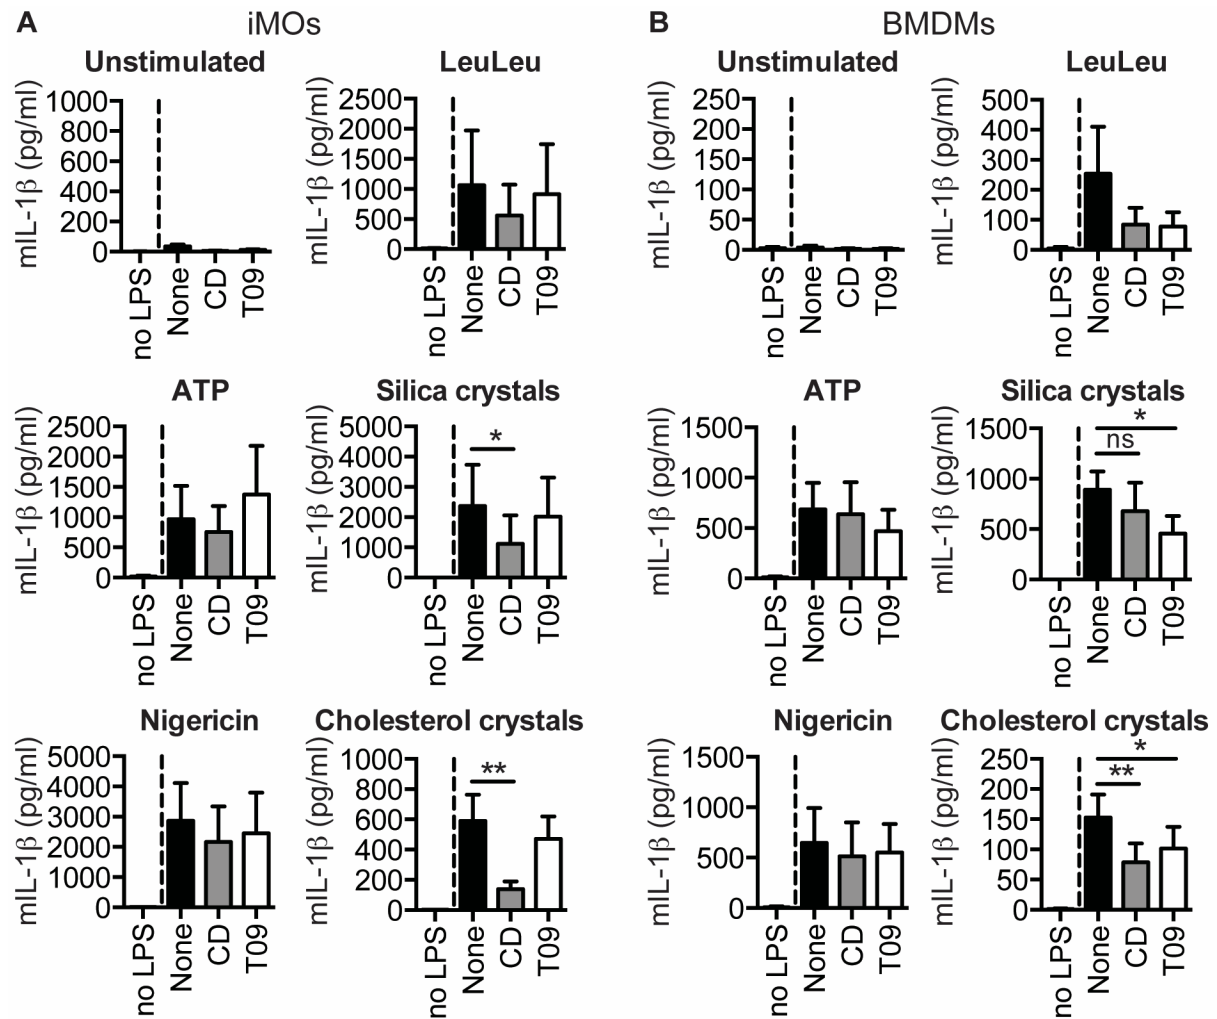 A iMOs
Unstimulated
mIL-1β (pg/ml)
1000
800
600
400
200
0
no LPS
None
CD
T09
LeuLeu
mIL-1β (pg/ml)
2500
2000
1500
1000
500
0
no LPS
None
CD
T09
ATP
mIL-1β (pg/ml)
2500
2000
1500
1000
500
0
no LPS
None
CD
T09
Silica crystals
mIL-1β (pg/ml)
5000
4000
3000
2000
1000
0
*
no LPS
None
CD
T09
Nigericin
mIL-1β (pg/ml)
5000
4000
3000
2000
1000
0
no LPS
None
CD
T09
Cholesterol crystals
mIL-1β (pg/ml)
1000
800
600
400
200
0
**
no LPS
None
CD
T09
B BMDMs
Unstimulated
mIL-1β (pg/ml)
250
200
150
100
50
0
no LPS
None
CD
T09
LeuLeu
mIL-1β (pg/ml)
500
400
300
200
100
0
no LPS
None
CD
T09
ATP
mIL-1β (pg/ml)
1500
1000
500
0
no LPS
None
CD
T09
Silica crystals
mIL-1β (pg/ml)
1500
1000
500
0
*
ns
no LPS
None
CD
T09
Nigericin
mIL-1β (pg/ml)
1500
1000
500
0
no LPS
None
CD
T09
Cholesterol crystals
mIL-1β (pg/ml)
250
200
150
100
50
0
*
**
no LPS
None
CD
T09